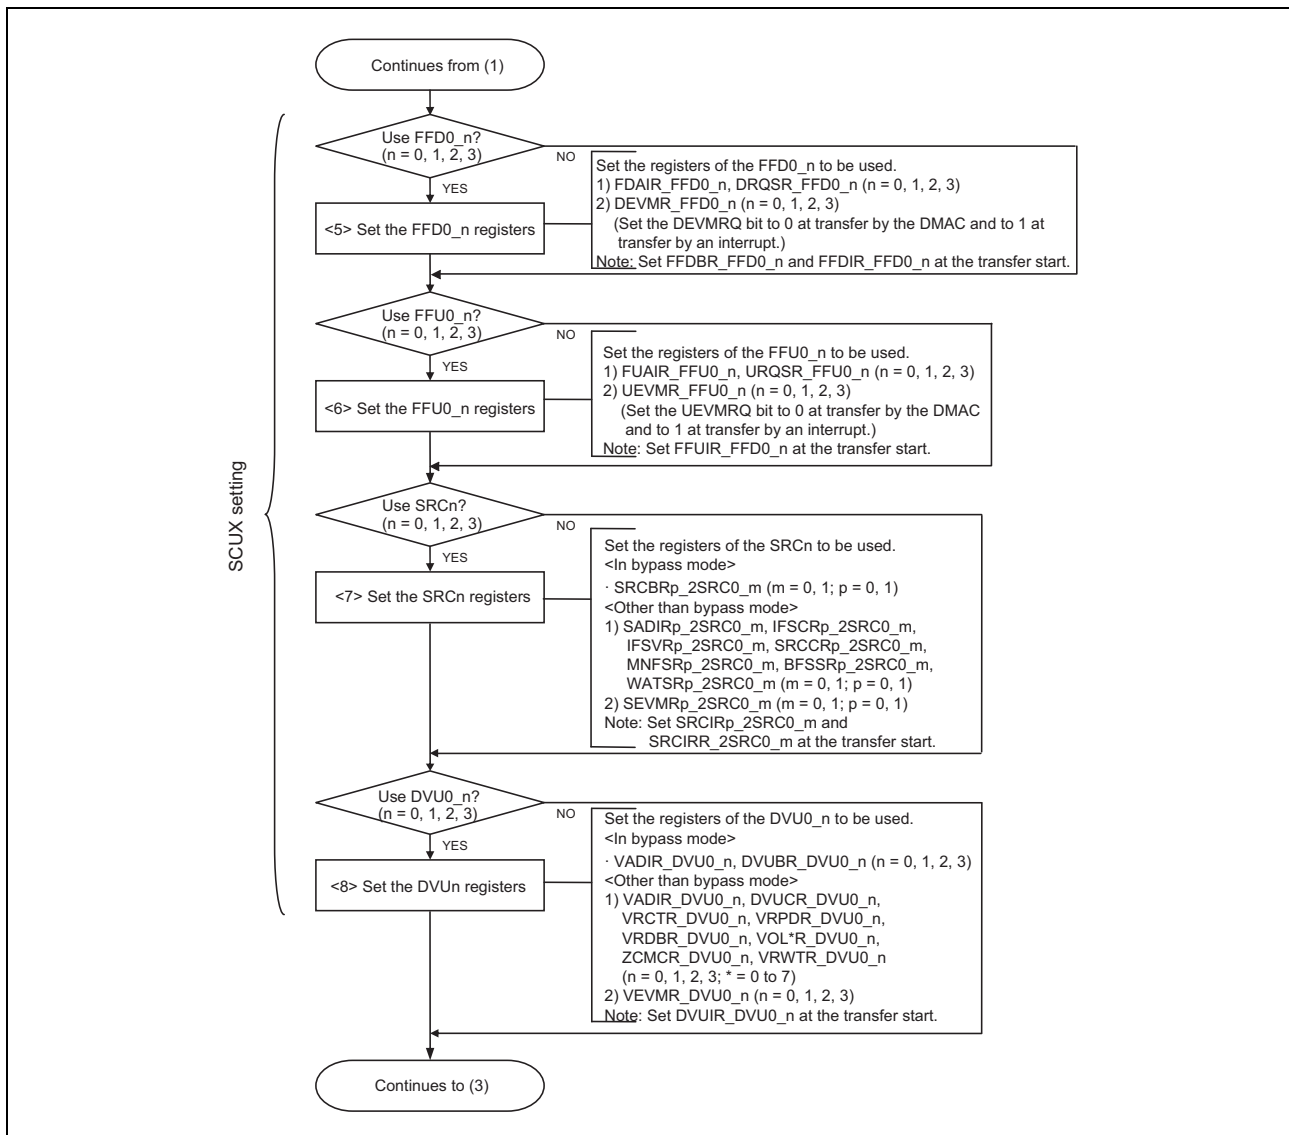 Continues from (1)
Use FFD0_n?
(n = 0, 1, 2, 3)
NO
YES
<5> Set the FFD0_n registers
Set the registers of the FFD0_n to be used.
1) FDAIR_FFD0_n, DRQSR_FFD0_n (n = 0, 1, 2, 3)
2) DEVMR_FFD0_n (n = 0, 1, 2, 3)
(Set the DEVMRQ bit to 0 at transfer by the DMAC and to 1 at
transfer by an interrupt.)
Note: Set FFDBR_FFD0_n and FFDIR_FFD0_n at the transfer start.
Use FFU0_n?
(n = 0, 1, 2, 3)
NO
YES
<6> Set the FFU0_n registers
Set the registers of the FFU0_n to be used.
1) FUAIR_FFU0_n, URQSR_FFU0_n (n = 0, 1, 2, 3)
2) UEVMR_FFU0_n (n = 0, 1, 2, 3)
(Set the UEVMRQ bit to 0 at transfer by the DMAC
and to 1 at transfer by an interrupt.)
Note: Set FFUIR_FFD0_n at the transfer start.
SCUX setting
Use SRCn?
(n = 0, 1, 2, 3)
NO
YES
<7> Set the SRCn registers
Set the registers of the SRCn to be used.
<In bypass mode>
· SRCBRp_2SRC0_m (m = 0, 1; p = 0, 1)
<Other than bypass mode>
1) SADIRp_2SRC0_m, IFSCRp_2SRC0_m,
IFSVRp_2SRC0_m, SRCCRp_2SRC0_m,
MNFSRp_2SRC0_m, BFSSRp_2SRC0_m,
WATSRp_2SRC0_m (m = 0, 1; p = 0, 1)
2) SEVMRp_2SRC0_m (m = 0, 1; p = 0, 1)
Note: Set SRCIRp_2SRC0_m and
SRCIRR_2SRC0_m at the transfer start.
Use DVU0_n?
(n = 0, 1, 2, 3)
NO
YES
<8> Set the DVUn registers
Set the registers of the DVU0_n to be used.
<In bypass mode>
· VADIR_DVU0_n, DVUBR_DVU0_n (n = 0, 1, 2, 3)
<Other than bypass mode>
1) VADIR_DVU0_n, DVUCR_DVU0_n,
VRCTR_DVU0_n, VRPDR_DVU0_n,
VRDBR_DVU0_n, VOL*R_DVU0_n,
ZCMCR_DVU0_n, VRWTR_DVU0_n
(n = 0, 1, 2, 3; * = 0 to 7)
2) VEVMR_DVU0_n (n = 0, 1, 2, 3)
Note: Set DVUIR_DVU0_n at the transfer start.
Continues to (3)